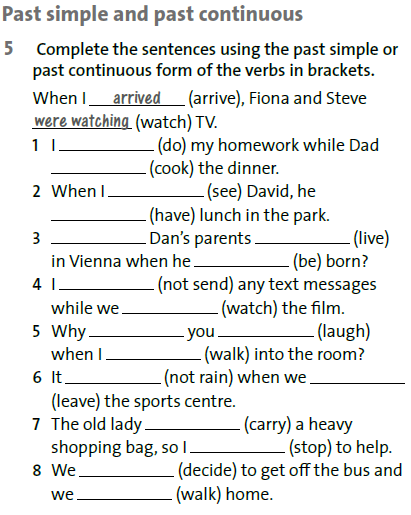 Past simple and past continuous
5 Complete the sentences using the past simple or
past continuous form of the verbs in brackets.
When I arrived (arrive), Fiona and Steve
were watching (watch) TV.
1 I __________ (do) my homework while Dad
__________ (cook) the dinner.
2 When I __________ (see) David, he
__________ (have) lunch in the park.
3 __________ Dan's parents __________ (live)
in Vienna when he __________ (be) born?
4 I __________ (not send) any text messages
while we __________ (watch) the film.
5 Why __________ you __________ (laugh)
when I __________ (walk) into the room?
6 It __________ (not rain) when we __________
(leave) the sports centre.
7 The old lady __________ (carry) a heavy
shopping bag, so I __________ (stop) to help.
8 We __________ (decide) to get off the bus and
we __________ (walk) home.